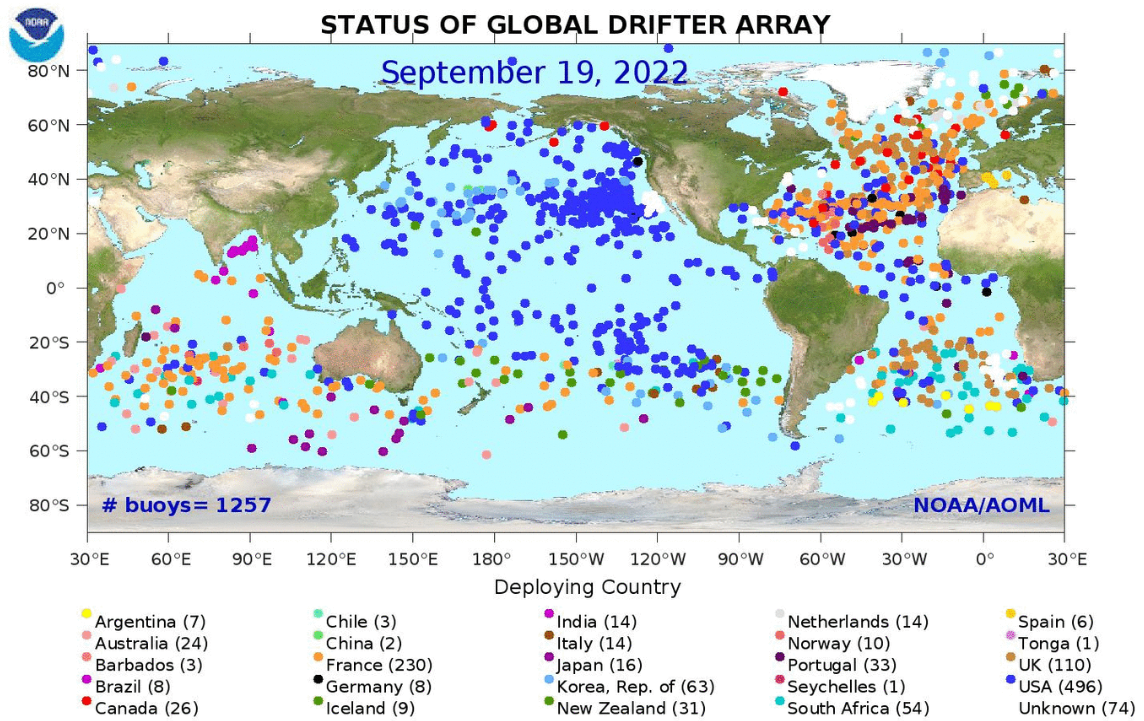 NOAA
STATUS OF GLOBAL DRIFTER ARRAY
September 19, 2022
80°N
60°N
40°N
20°N
0°
20°S
40°S
60°S
80°S
# buoys= 1257
NOAA/AOML
30°E 60°E 90°E 120°E 150°E 180° 150°W 120°W 90°W 60°W 30°W 0° 30°E
Deploying Country
Argentina (7) Chile (3) India (14) Netherlands (14) Spain (6)
Australia (24) China (2) Italy (14) Norway (10) Tonga (1)
Barbados (3) France (230) Japan (16) Portugal (33) UK (110)
Brazil (8) Germany (8) Korea, Rep. of (63) Seychelles (1) USA (496)
Canada (26) Iceland (9) New Zealand (31) South Africa (54) Unknown (74)